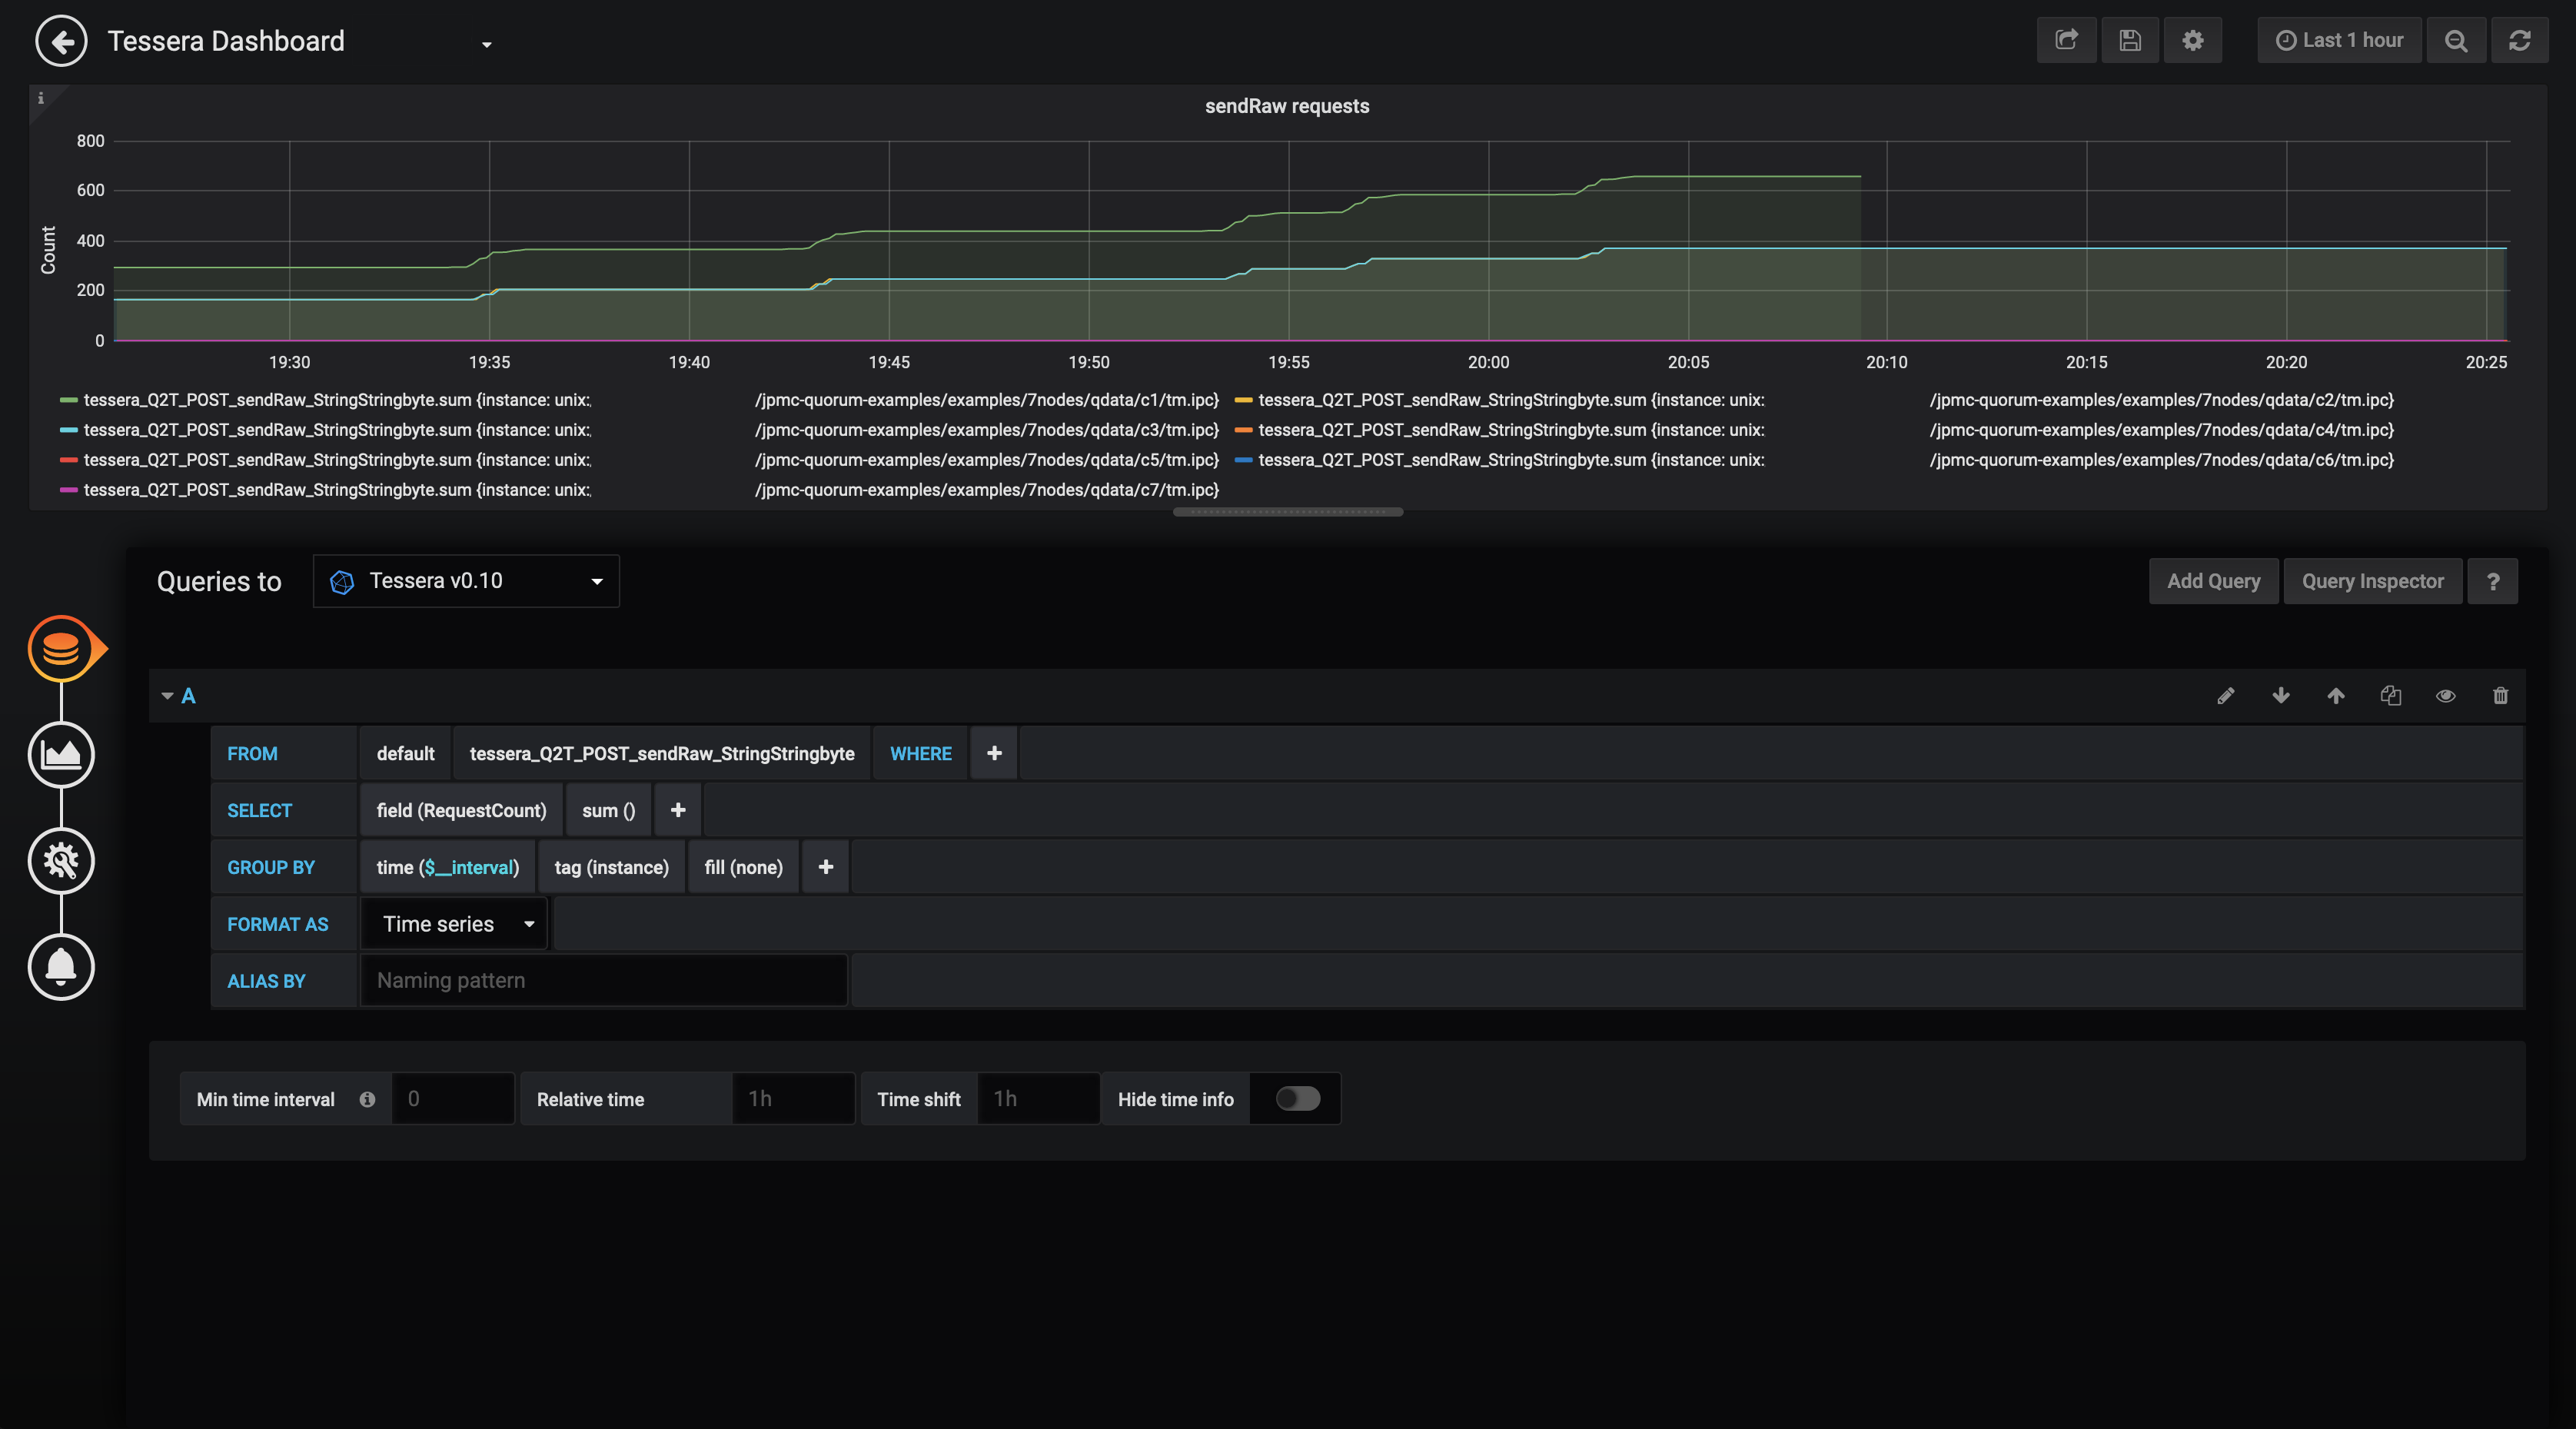 Tessera Dashboard
Last 1 hour
i
sendRaw requests
Count
800
600
400
200
0
19:30 19:35 19:40 19:45 19:50 19:55 20:00 20:05 20:10 20:15 20:20 20:25
tessera_Q2T_POST_sendRaw_StringStringbyte.sum {instance: unix: /jpmc-quorum-examples/examples/7nodes/qdata/c1/tm.ipc} tessera_Q2T_POST_sendRaw_StringStringbyte.sum {instance: unix: /jpmc-quorum-examples/examples/7nodes/qdata/c2/tm.ipc}
tessera_Q2T_POST_sendRaw_StringStringbyte.sum {instance: unix: /jpmc-quorum-examples/examples/7nodes/qdata/c3/tm.ipc} tessera_Q2T_POST_sendRaw_StringStringbyte.sum {instance: unix: /jpmc-quorum-examples/examples/7nodes/qdata/c4/tm.ipc}
tessera_Q2T_POST_sendRaw_StringStringbyte.sum {instance: unix: /jpmc-quorum-examples/examples/7nodes/qdata/c5/tm.ipc} tessera_Q2T_POST_sendRaw_StringStringbyte.sum {instance: unix: /jpmc-quorum-examples/examples/7nodes/qdata/c6/tm.ipc}
tessera_Q2T_POST_sendRaw_StringStringbyte.sum {instance: unix: /jpmc-quorum-examples/examples/7nodes/qdata/c7/tm.ipc}
Queries to Tessera v0.10 Add Query Query Inspector ?
A
FROM default tessera_Q2T_POST_sendRaw_StringStringbyte WHERE +
SELECT field (RequestCount) sum () +
GROUP BY time ($__interval) tag (instance) fill (none) +
FORMAT AS Time series
ALIAS BY Naming pattern
Min time interval 0 Relative time 1h Time shift 1h Hide time info